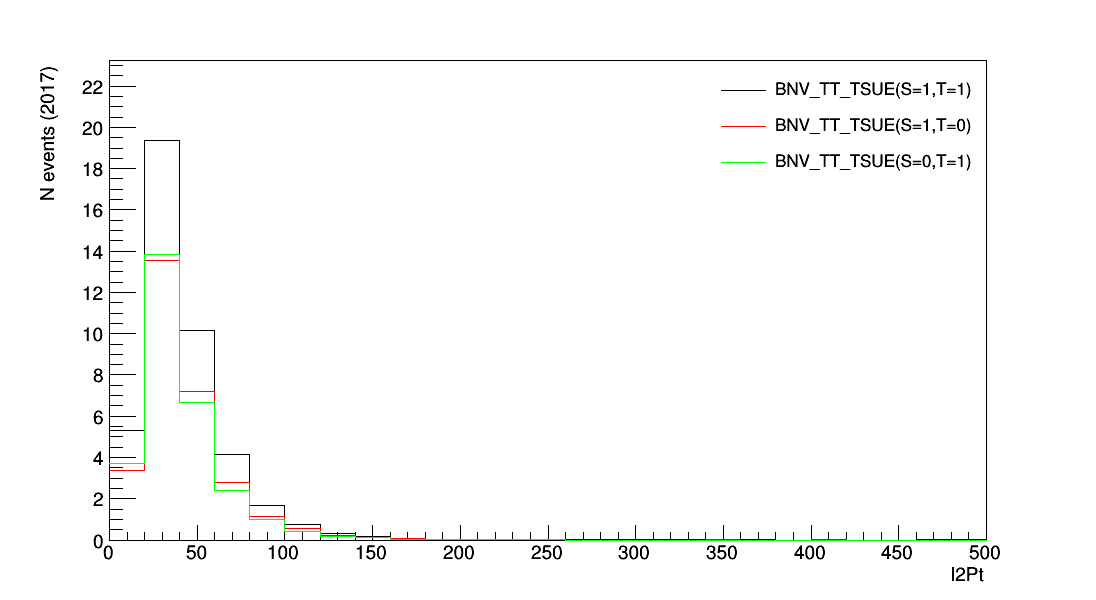 N events (2017)
22
20
18
16
14
12
10
8
6
4
2
0
BNV_TT_TSUE(S=1,T=1)
BNV_TT_TSUE(S=1,T=0)
BNV_TT_TSUE(S=0,T=1)
0 50 100 150 200 250 300 350 400 450 500
l2Pt